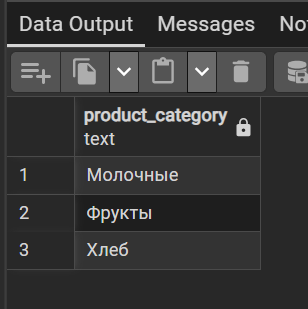 Data Output Messages No
product_category
text
1 Молочные
2 Фрукты
3 Хлеб